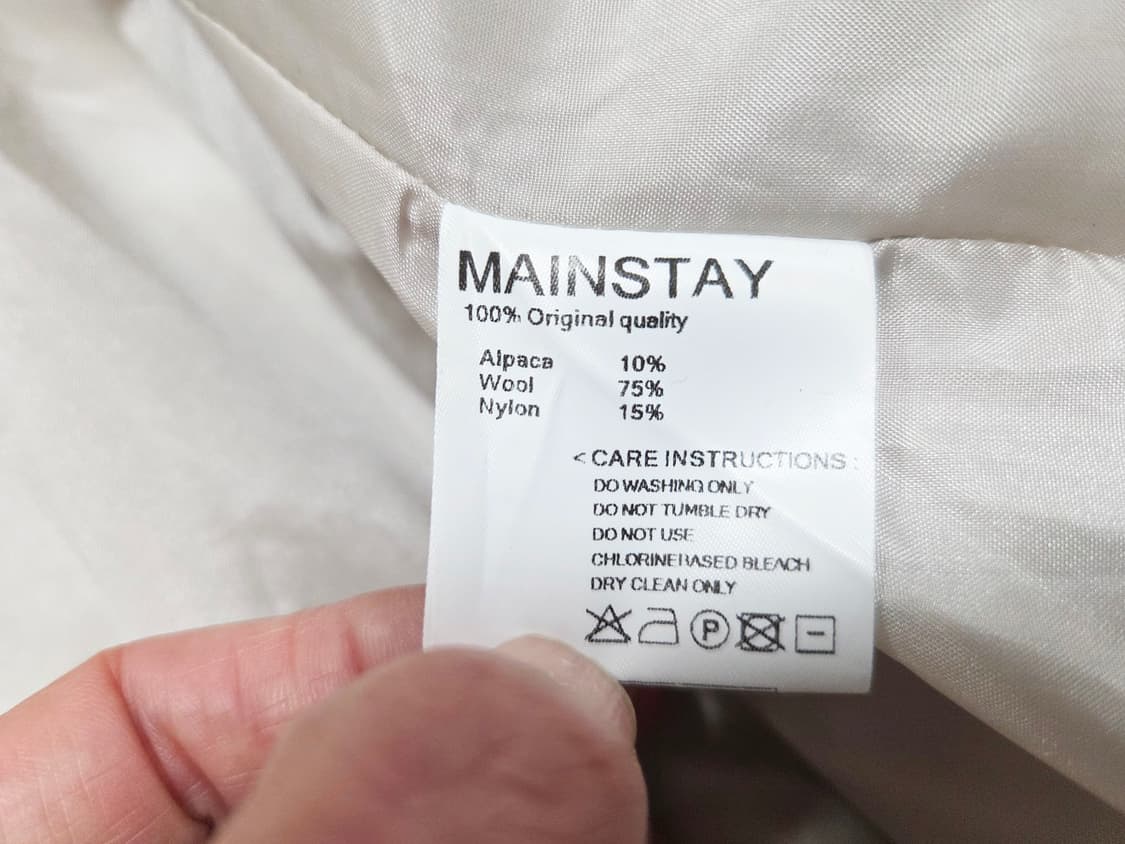 MAINSTAY
100% Original quality
Alpaca 10%
Wool 75%
Nylon 15%
< CARE INSTRUCTIONS :
DO WASHING ONLY
DO NOT TUMBLE DRY
DO NOT USE
CHLORINEBASED BLEACH
DRY CLEAN ONLY
P